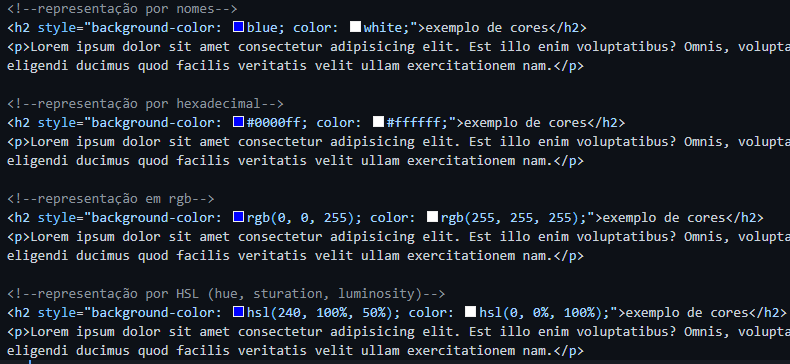 <!--representação por nomes-->
<h2 style="background-color: blue; color: white;">exemplo de cores</h2>
<p>Lorem ipsum dolor sit amet consectetur adipisicing elit. Est illo enim voluptatibus? Omnis, volupta
eligendi ducimus quod facilis veritatis velit ullam exercitationem nam.</p>
<!--representação por hexadecimal-->
<h2 style="background-color: #0000ff; color: #ffffff;">exemplo de cores</h2>
<p>Lorem ipsum dolor sit amet consectetur adipisicing elit. Est illo enim voluptatibus? Omnis, volupta
eligendi ducimus quod facilis veritatis velit ullam exercitationem nam.</p>
<!--representação em rgb-->
<h2 style="background-color: rgb(0, 0, 255); color: rgb(255, 255, 255);">exemplo de cores</h2>
<p>Lorem ipsum dolor sit amet consectetur adipisicing elit. Est illo enim voluptatibus? Omnis, volupta
eligendi ducimus quod facilis veritatis velit ullam exercitationem nam.</p>
<!--representação por HSL (hue, sturation, luminosity)-->
<h2 style="background-color: hsl(240, 100%, 50%); color: hsl(0, 0%, 100%);">exemplo de cores</h2>
<p>Lorem ipsum dolor sit amet consectetur adipisicing elit. Est illo enim voluptatibus? Omnis, volupta
eligendi ducimus quod facilis veritatis velit ullam exercitationem nam.</p>